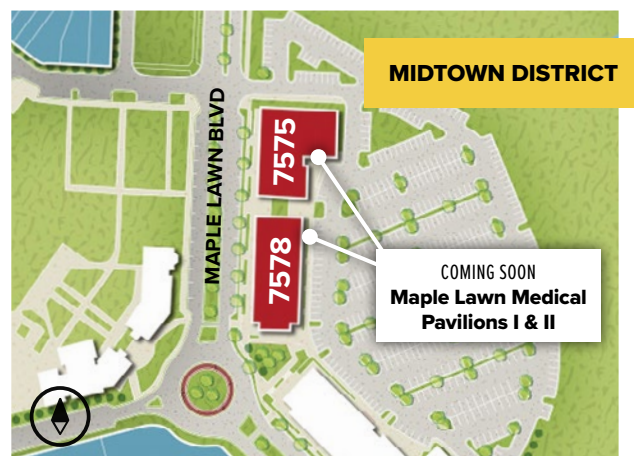 MIDTOWN DISTRICT
MAPLE LAWN BLVD
7575
7578
COMING SOON
Maple Lawn Medical
Pavilions I & II